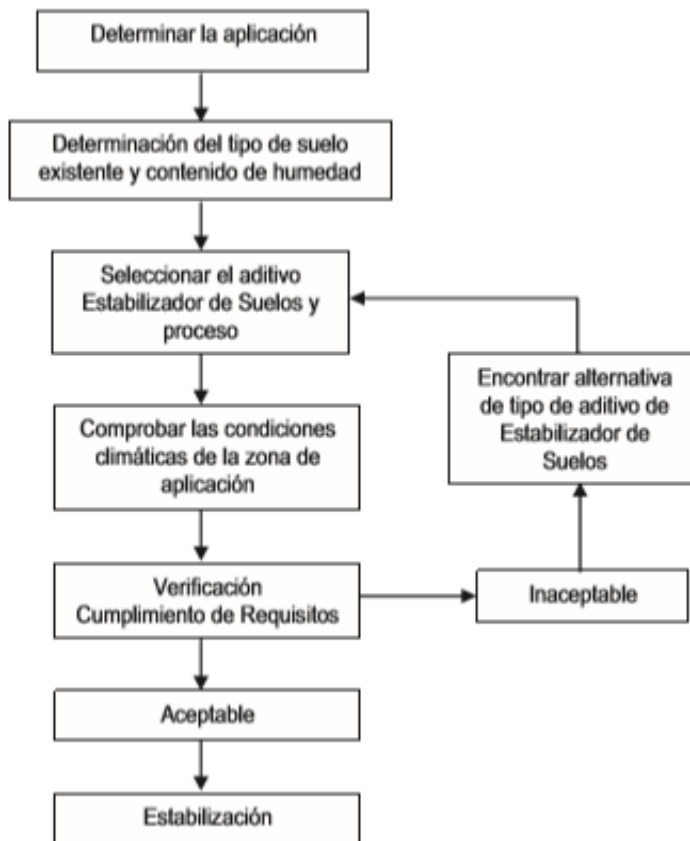 Determinar la aplicación
Determinación del tipo de suelo
existente y contenido de humedad
Seleccionar el aditivo
Estabilizador de Suelos y
proceso
Encontrar alternativa
de tipo de aditivo de
Estabilizador de
Suelos
Comprobar las condiciones
climáticas de la zona de
aplicación
Verificación
Cumplimiento de Requisitos
Inaceptable
Aceptable
Estabilización